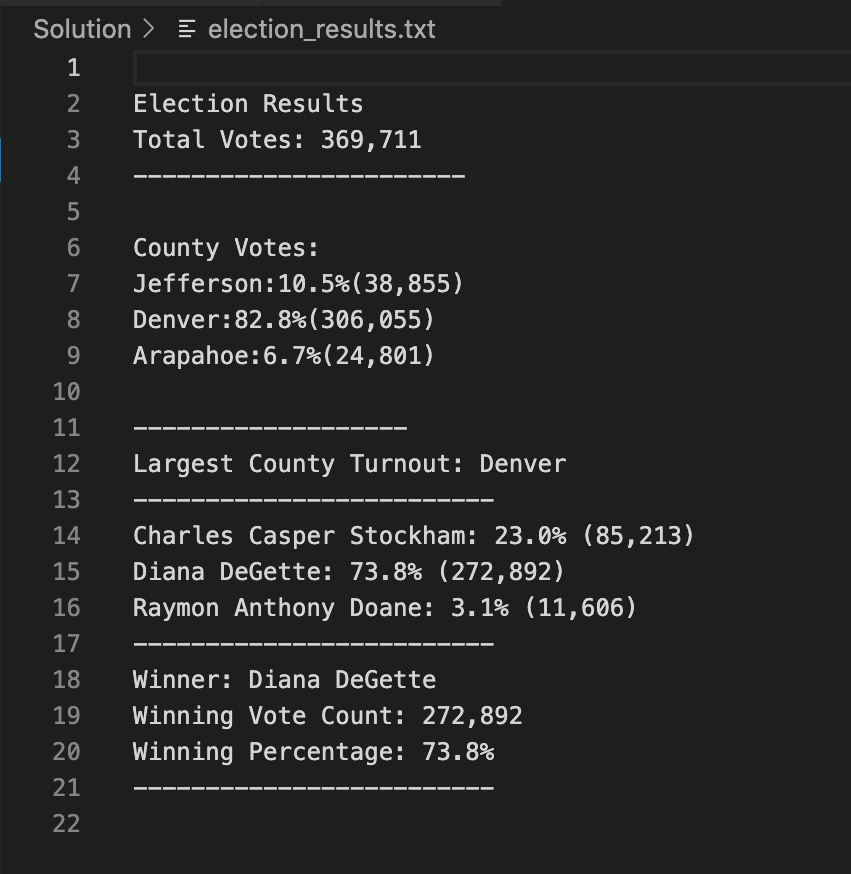 Solution > election_results.txt
1
2 Election Results
3 Total Votes: 369,711
4 -----------------------
5
6 County Votes:
7 Jefferson:10.5%(38,855)
8 Denver:82.8%(306,055)
9 Arapahoe:6.7%(24,801)
10
11 -------------------
12 Largest County Turnout: Denver
13 -------------------------
14 Charles Casper Stockham: 23.0% (85,213)
15 Diana DeGette: 73.8% (272,892)
16 Raymon Anthony Doane: 3.1% (11,606)
17 -------------------------
18 Winner: Diana DeGette
19 Winning Vote Count: 272,892
20 Winning Percentage: 73.8%
21 -------------------------
22